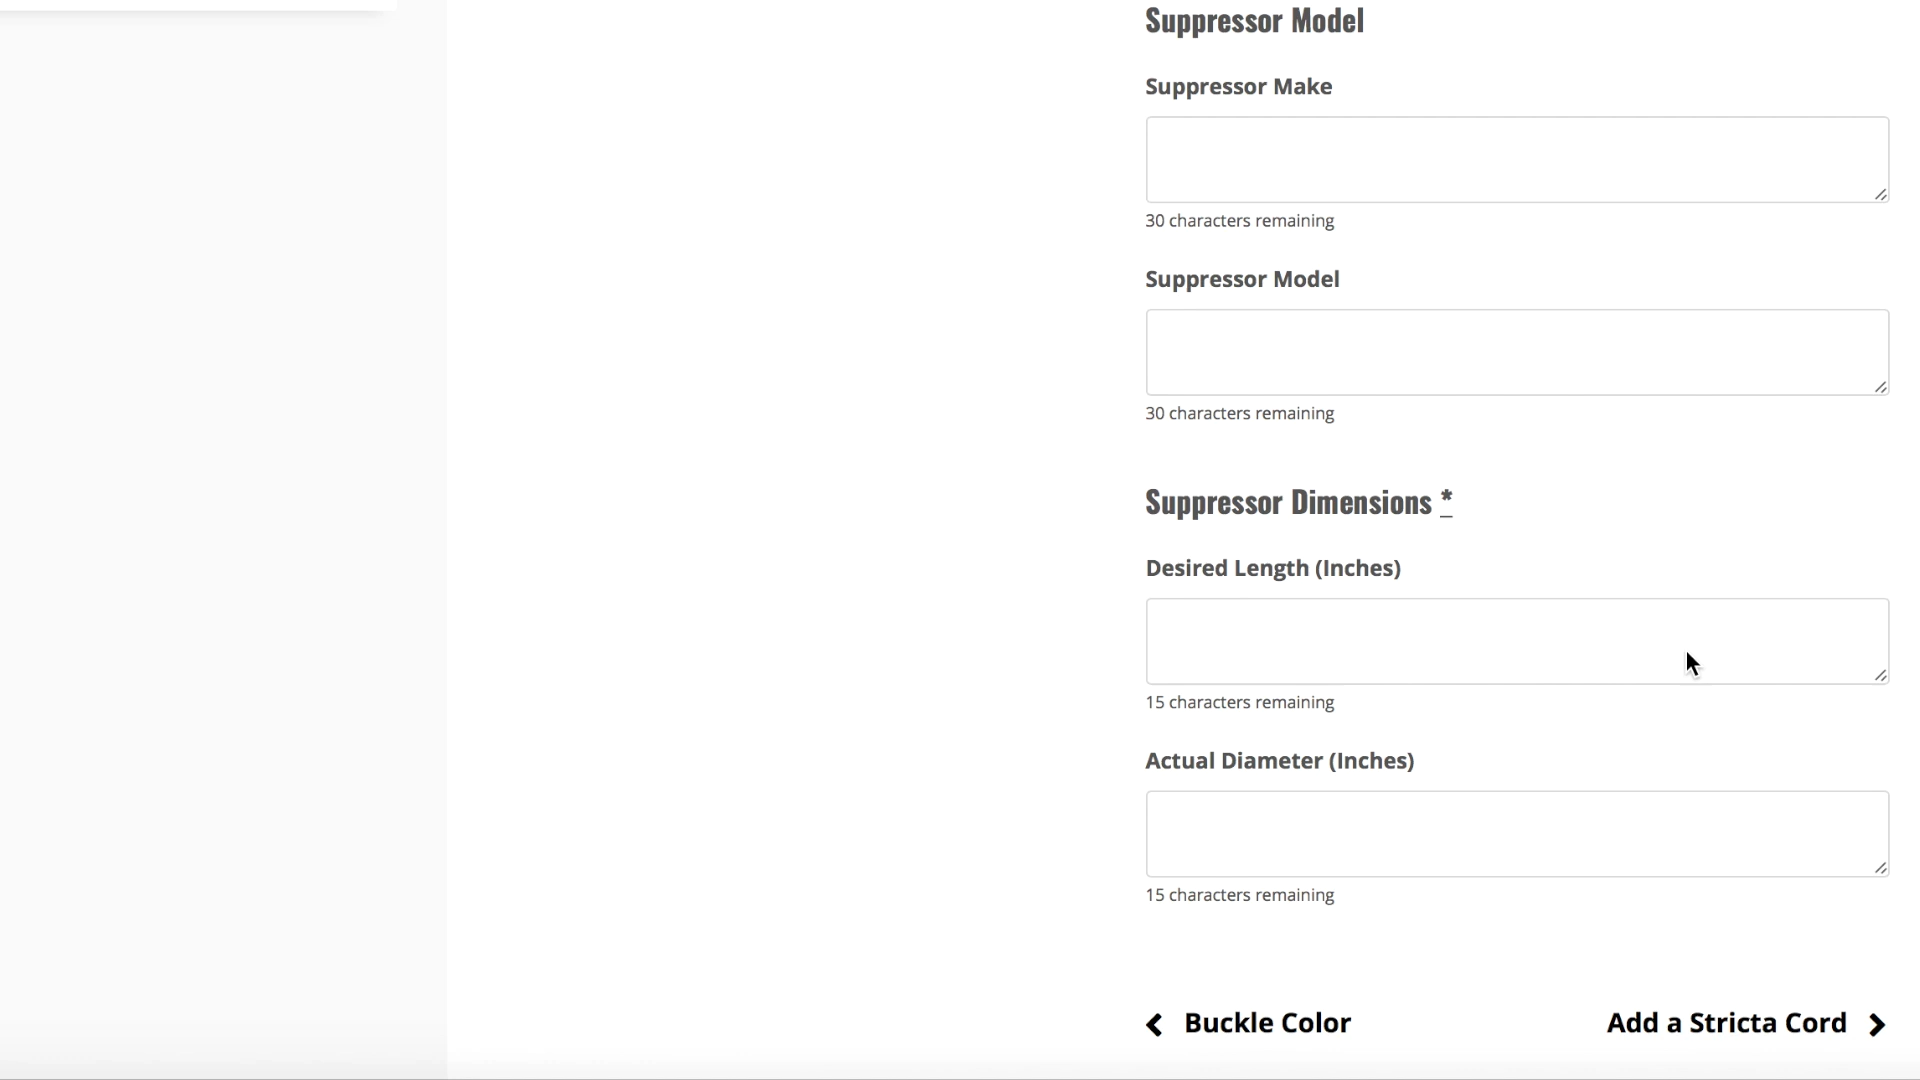 Suppressor Model
Suppressor Make
30 characters remaining
Suppressor Model
30 characters remaining
Suppressor Dimensions *
Desired Length (Inches)
15 characters remaining
Actual Diameter (Inches)
15 characters remaining
Buckle Color
Add a Stricta Cord